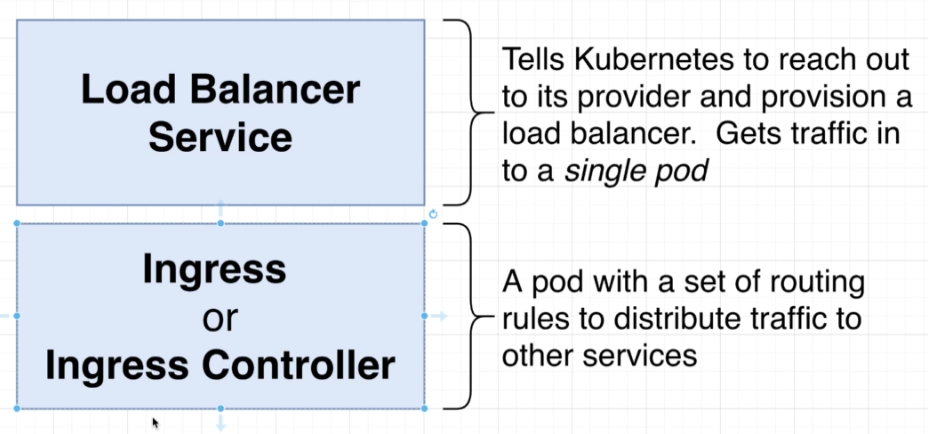 Load Balancer
Service
Tells Kubernetes to reach out
to its provider and provision a
load balancer.  Gets traffic in
to a single pod
Ingress
or
Ingress Controller
A pod with a set of routing
rules to distribute traffic to
other services